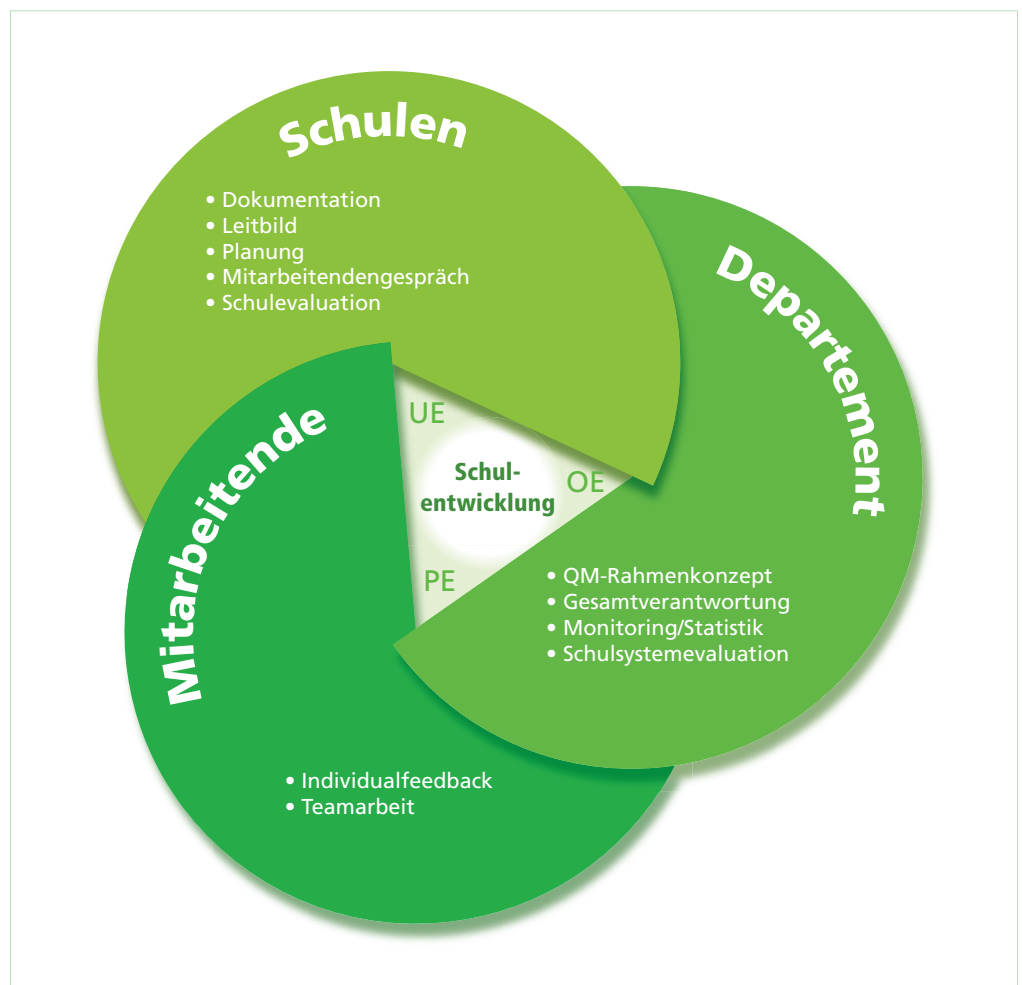 Schulen
• Dokumentation
• Leitbild
• Planung
• Mitarbeitendengespräch
• Schulevaluation
Departement
• QM-Rahmenkonzept
• Gesamtverantwortung
• Monitoring/Statistik
• Schulsystemevaluation
Mitarbeitende
• Individualfeedback
• Teamarbeit
UE
OE
PE
Schul-
entwicklung